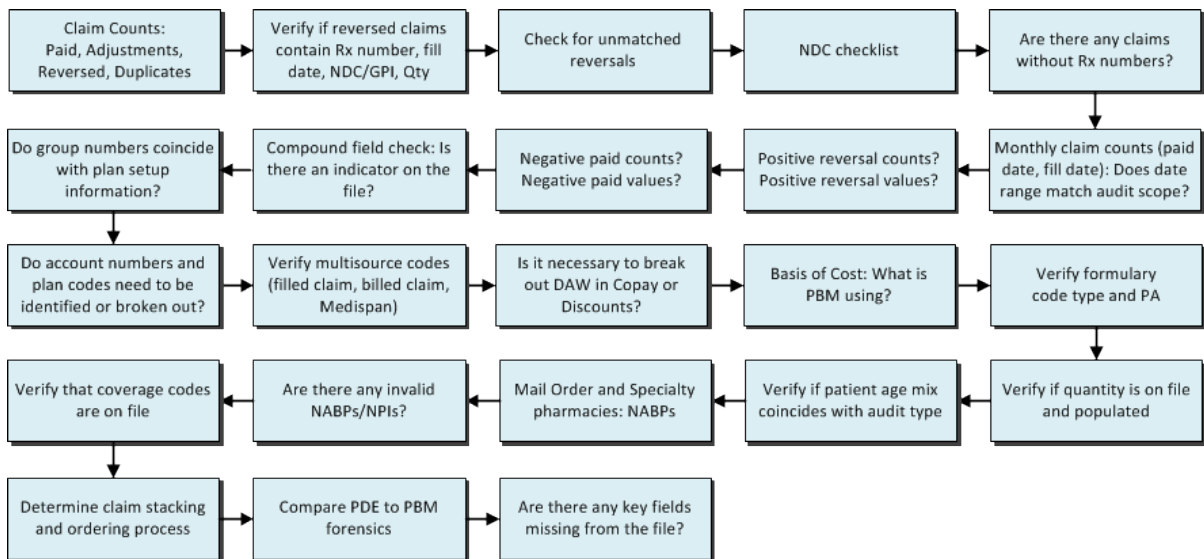 Claim Counts:
Paid, Adjustments,
Reversed, Duplicates
Verify if reversed claims
contain Rx number, fill
date, NDC/GPI, Qty
Check for unmatched
reversals
NDC checklist
Are there any claims
without Rx numbers?
Monthly claim counts (paid
date, fill date): Does date
range match audit scope?
Positive reversal counts?
Positive reversal values?
Negative paid counts?
Negative paid values?
Compound field check: Is
there an indicator on the
file?
Do group numbers coincide
with plan setup
information?
Do account numbers and
plan codes need to be
identified or broken out?
Verify multisource codes
(filled claim, billed claim,
Medispan)
Is it necessary to break
out DAW in Copay or
Discounts?
Basis of Cost: What is
PBM using?
Verify formulary
code type and PA
Verify if quantity is on file
and populated
Verify if patient age mix
coincides with audit type
Mail Order and Specialty
pharmacies: NABPs
Are there any invalid
NABPs/NPIs?
Verify that coverage codes
are on file
Determine claim stacking
and ordering process
Compare PDE to PBM
forensics
Are there any key fields
missing from the file?